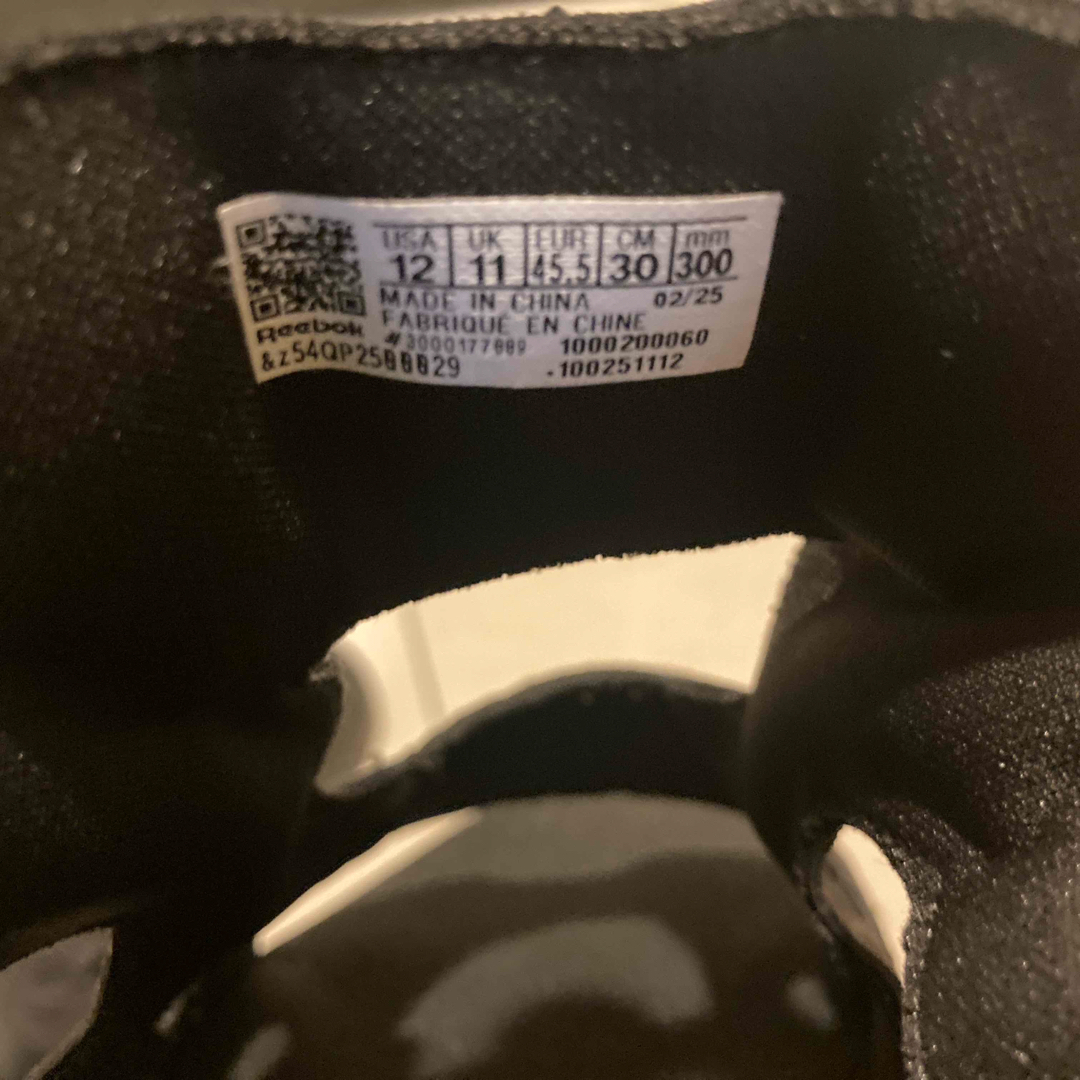 USA UK EUR CM mm
12 11 45.5 30 300
MADE IN CHINA 02/25
FABRIQUÉ EN CHINE
Reebok 1000200060
.100251112